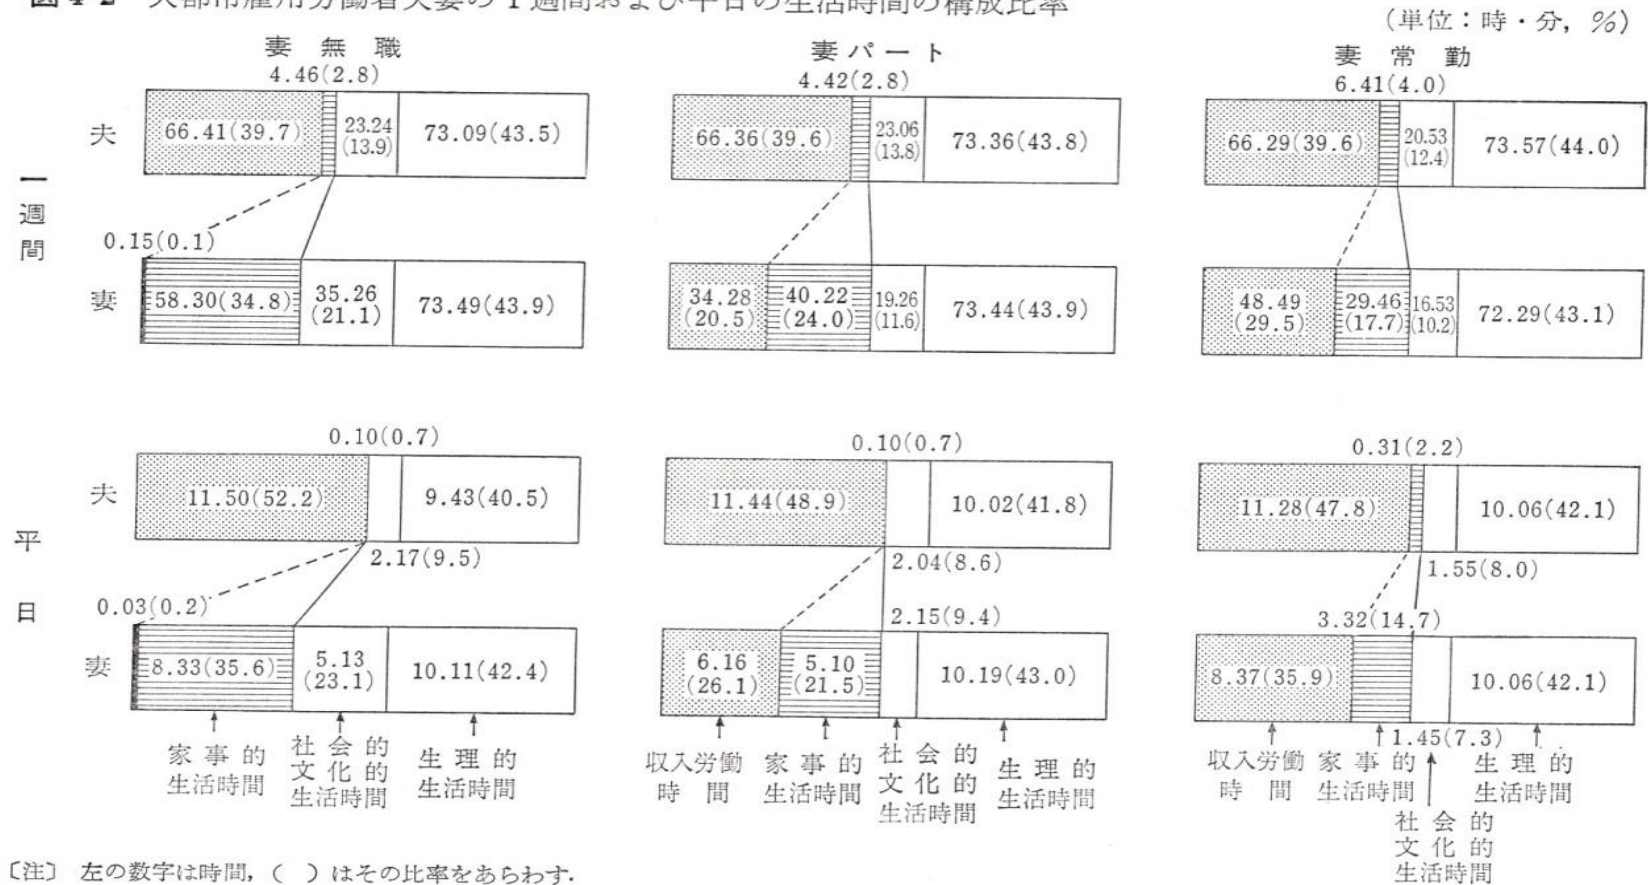 図4-2 大都市雇用労働者夫妻の1週間および平日の生活時間の構成比率
(単位:時・分, %)
妻無職
妻パート
妻常勤
一週間
夫
4.46(2.8)
66.41(39.7)
23.24
(13.9)
73.09(43.5)
4.42(2.8)
66.36(39.6)
23.06
(13.8)
73.36(43.8)
6.41(4.0)
66.29(39.6)
20.53
(12.4)
73.57(44.0)
妻
0.15(0.1)
58.30(34.8)
35.26
(21.1)
73.49(43.9)
34.28
(20.5)
40.22
(24.0)
19.26
(11.6)
73.44(43.9)
48.49
(29.5)
29.46
(17.7)
16.53
(10.2)
72.29(43.1)
平日
夫
0.10(0.7)
11.50(52.2)
9.43(40.5)
2.17(9.5)
0.10(0.7)
11.44(48.9)
10.02(41.8)
2.04(8.6)
0.31(2.2)
11.28(47.8)
10.06(42.1)
1.55(8.0)
妻
0.03(0.2)
8.33(35.6)
5.13
(23.1)
10.11(42.4)
2.15(9.4)
6.16
(26.1)
5.10
(21.5)
10.19(43.0)
3.32(14.7)
8.37(35.9)
10.06(42.1)
1.45(7.3)
家事的
生活時間
社会的
文化的
生活時間
生理的
生活時間
収入労働
時間
家事的
生活時間
社会的
文化的
生活時間
生理的
生活時間
収入労働
時間
家事的
生活時間
社会的
文化的
生活時間
生理的
生活時間
〔注〕 左の数字は時間, ( )はその比率をあらわす.